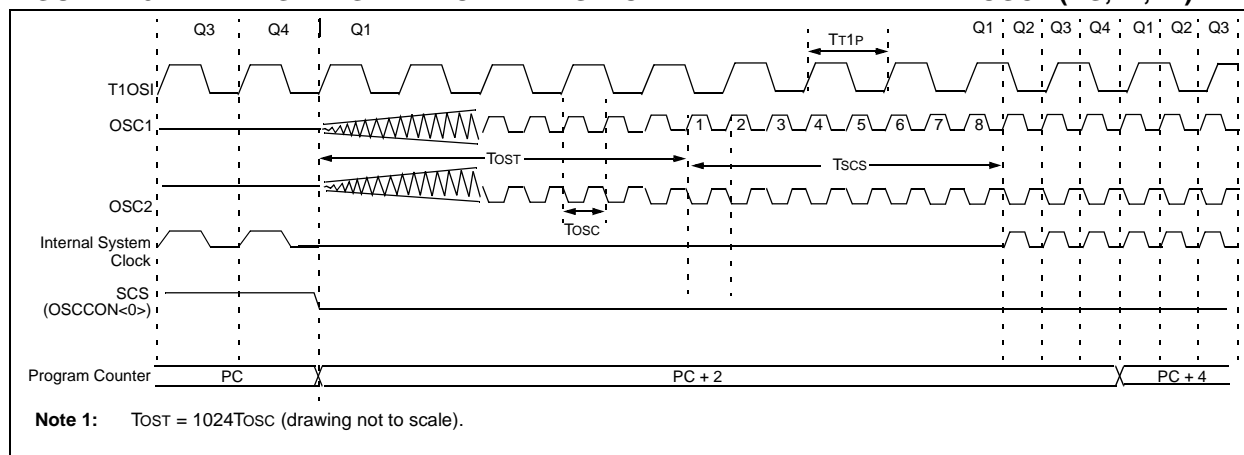 Q3 Q4 Q1 Q1 Q2 Q3 Q4 Q1 Q2 Q3
TT1P
T1OSI
OSC1
1 2 3 4 5 6 7 8
TOST
TSCS
OSC2
TOSC
Internal System
Clock
SCS
(OSCCON<0>)
Program Counter
PC
PC + 2
PC + 4
Note 1: TOST = 1024TOSC (drawing not to scale).